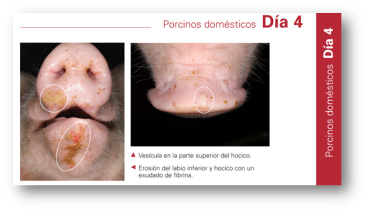 Porcinos domésticos Día 4
Porcinos domésticos Día 4
▲ Vesícula en la parte superior del hocico.
◄ Erosión del labio inferior y hocico con un
exudado de fibrina.